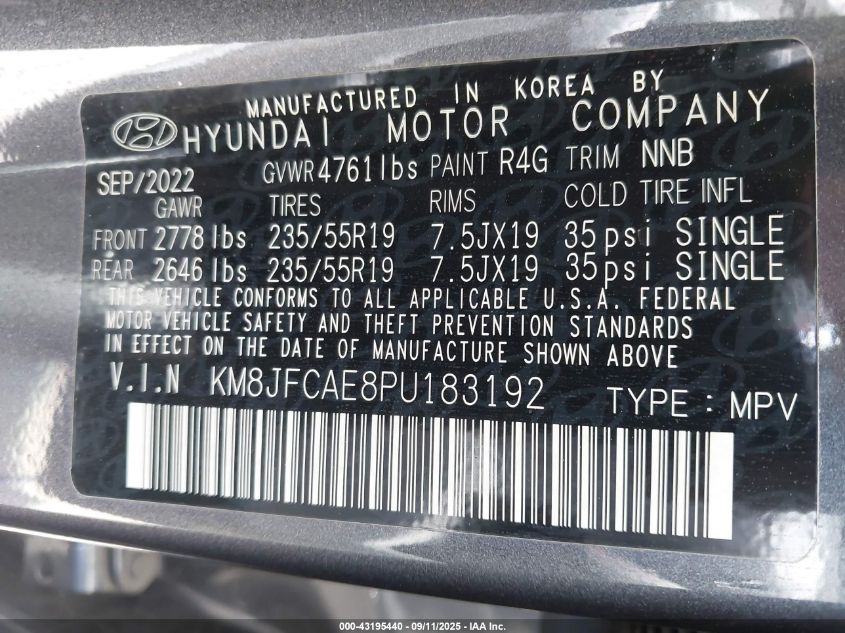 MANUFACTURED IN KOREA BY
HYUNDAI MOTOR COMPANY
SEP/2022 GVWR 4761 lbs PAINT R4G TRIM NNB
GAWR TIRES RIMS COLD TIRE INFL
FRONT 2778 lbs 235/55R19 7.5JX19 35psi SINGLE
REAR 2646 lbs 235/55R19 7.5JX19 35psi SINGLE
THIS VEHICLE CONFORMS TO ALL APPLICABLE U.S.A. FEDERAL
MOTOR VEHICLE SAFETY AND THEFT PREVENTION STANDARDS
IN EFFECT ON THE DATE OF MANUFACTURE SHOWN ABOVE
V.I.N KM8JFCAE8PU183192 TYPE : MPV
000-43195440 - 09/11/2025 - IAA Inc.